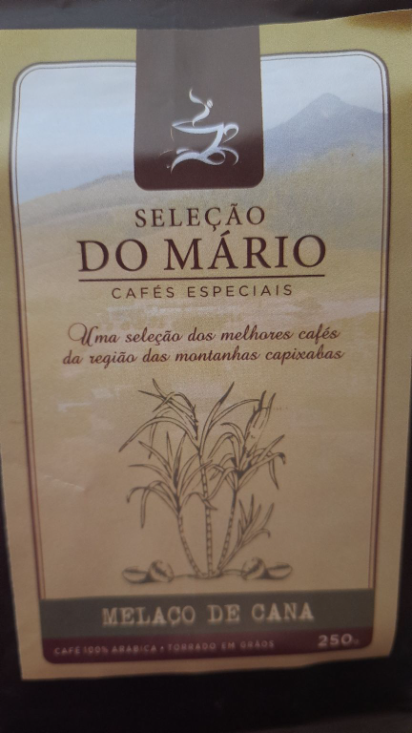 SELEÇÃO
DO MÁRIO
CAFÉS ESPECIAIS
Uma seleção dos melhores cafés
da região das montanhas capixabas
MELAÇO DE CANA
CAFÉ 100% ARABICA • TORRADO EM GRÃOS 250g